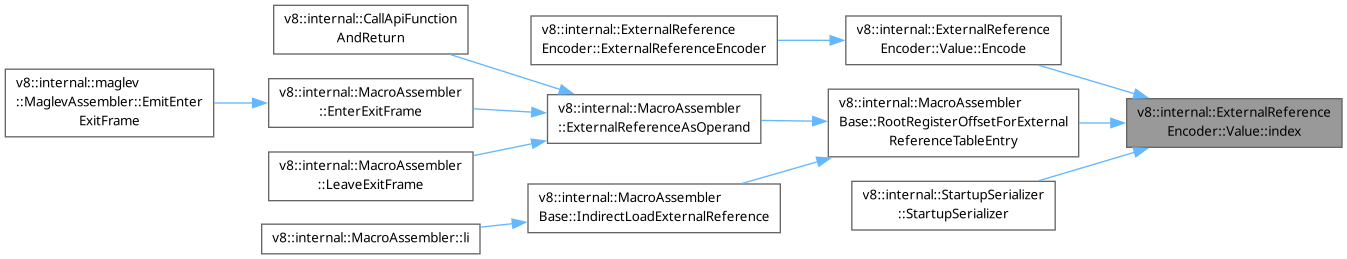 v8::internal::CallApiFunction
AndReturn
v8::internal::ExternalReference
Encoder::ExternalReferenceEncoder
v8::internal::ExternalReference
Encoder::Value::Encode
v8::internal::maglev
::MaglevAssembler::EmitEnter
ExitFrame
v8::internal::MacroAssembler
::EnterExitFrame
v8::internal::MacroAssembler
::ExternalReferenceAsOperand
v8::internal::MacroAssembler
Base::RootRegisterOffsetForExternal
ReferenceTableEntry
v8::internal::ExternalReference
Encoder::Value::index
v8::internal::MacroAssembler
::LeaveExitFrame
v8::internal::MacroAssembler
Base::IndirectLoadExternalReference
v8::internal::StartupSerializer
::StartupSerializer
v8::internal::MacroAssembler::li